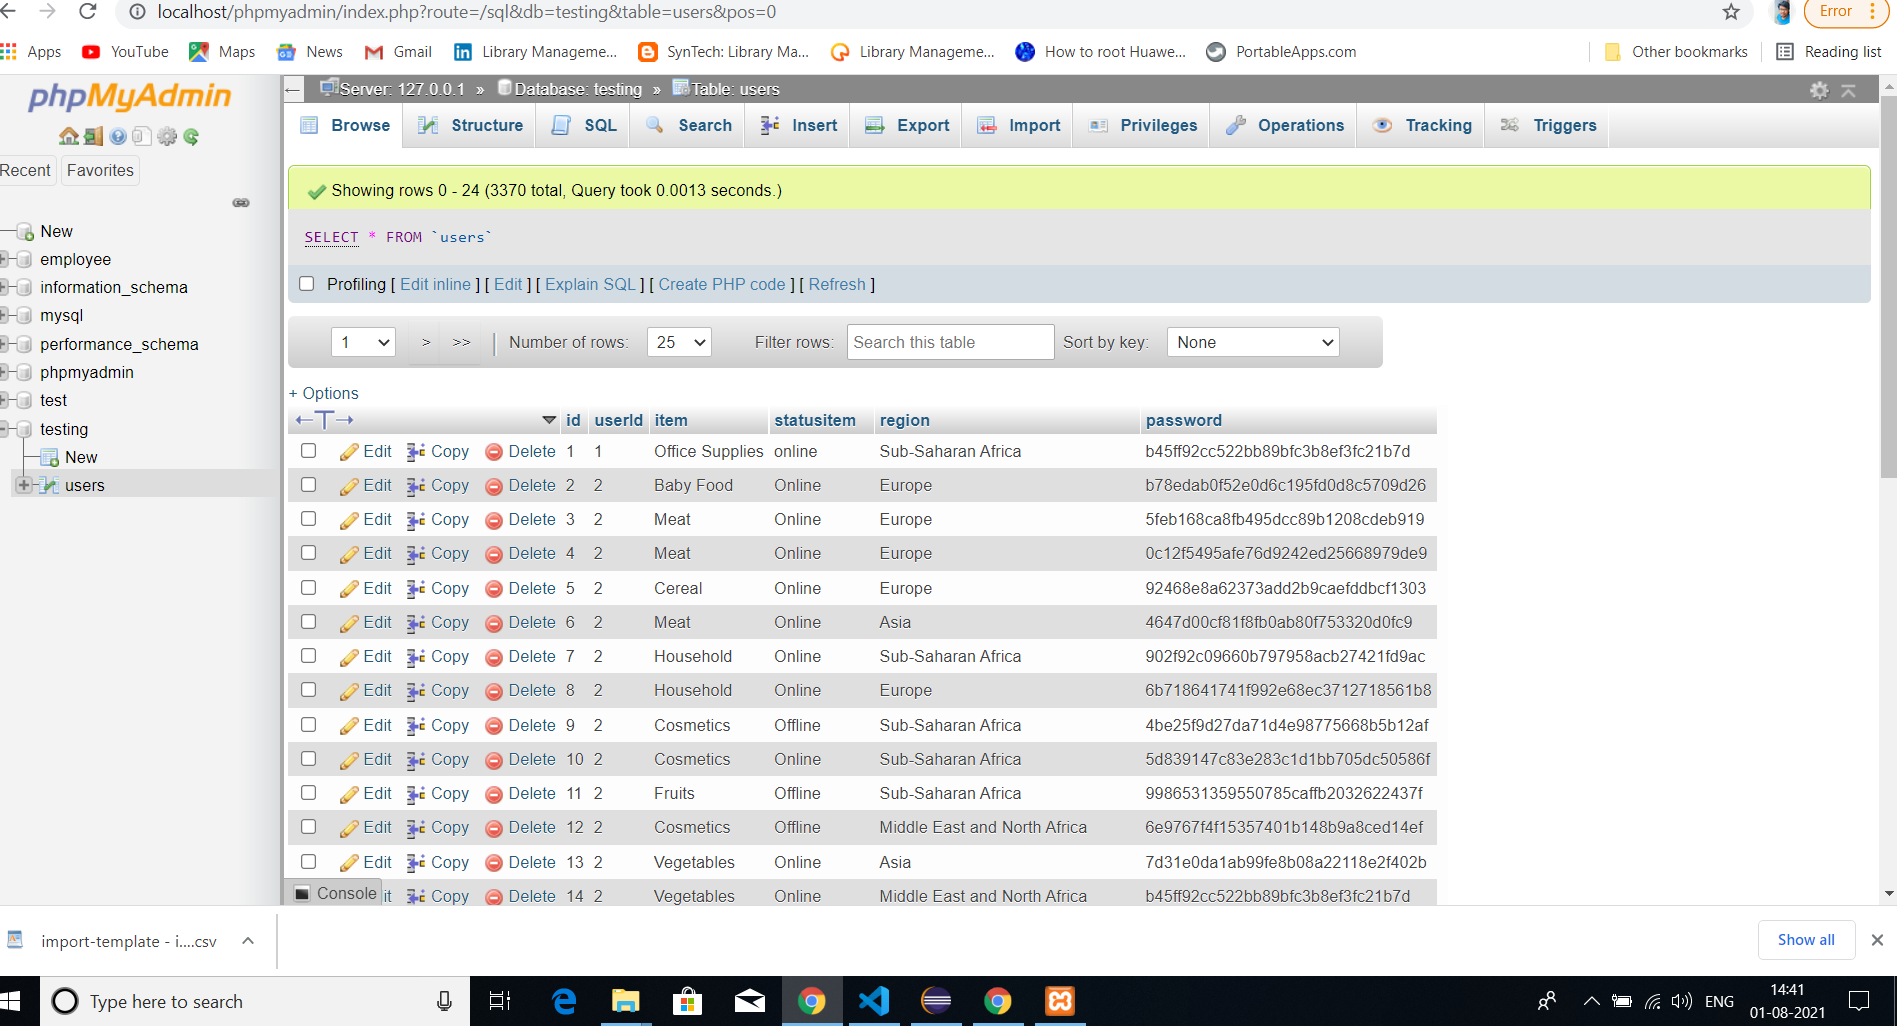 localhost/phpmyadmin/index.php?route=/sql&db=testing&table=users&pos=0
Error
Apps YouTube Maps News Gmail Library Manageme... SynTech: Library Ma... Library Manageme... How to root Huawe... PortableApps.com Other bookmarks Reading list
phpMyAdmin
Recent Favorites
New
employee
information_schema
mysql
performance_schema
phpmyadmin
test
testing
New
users
Server: 127.0.0.1 » Database: testing » Table: users
Browse Structure SQL Search Insert Export Import Privileges Operations Tracking Triggers
Showing rows 0 - 24 (3370 total, Query took 0.0013 seconds.)
SELECT * FROM `users`
Profiling [ Edit inline ] [ Edit ] [ Explain SQL ] [ Create PHP code ] [ Refresh ]
1 > >> | Number of rows: 25 Filter rows: Search this table Sort by key: None
+ Options
←T→ id userId item statusitem region password
Edit Copy Delete 1 1 Office Supplies online Sub-Saharan Africa b45ff92cc522bb89bfc3b8ef3fc21b7d
Edit Copy Delete 2 2 Baby Food Online Europe b78edab0f52e0d6c195fd0d8c5709d26
Edit Copy Delete 3 2 Meat Online Europe 5feb168ca8fb495dcc89b1208cdeb919
Edit Copy Delete 4 2 Meat Online Europe 0c12f5495afe76d9242ed25668979de9
Edit Copy Delete 5 2 Cereal Online Europe 92468e8a62373add2b9caefddbcf1303
Edit Copy Delete 6 2 Meat Online Asia 4647d00cf81f8fb0ab80f753320d0fc9
Edit Copy Delete 7 2 Household Online Sub-Saharan Africa 902f92c09660b797958acb27421fd9ac
Edit Copy Delete 8 2 Household Online Europe 6b718641741f992e68ec3712718561b8
Edit Copy Delete 9 2 Cosmetics Offline Sub-Saharan Africa 4be25f9d27da71d4e98775668b5b12af
Edit Copy Delete 10 2 Cosmetics Online Sub-Saharan Africa 5d839147c83e283c1d1bb705dc50586f
Edit Copy Delete 11 2 Fruits Offline Sub-Saharan Africa 9986531359550785caffb2032622437f
Edit Copy Delete 12 2 Cosmetics Offline Middle East and North Africa 6e9767f4f15357401b148b9a8ced14ef
Edit Copy Delete 13 2 Vegetables Online Asia 7d31e0da1ab99fe8b08a22118e2f402b
Console it Copy Delete 14 2 Vegetables Online Middle East and North Africa b45ff92cc522bb89bfc3b8ef3fc21b7d
import-template - i....csv Show all
Type here to search ENG 14:41
01-08-2021